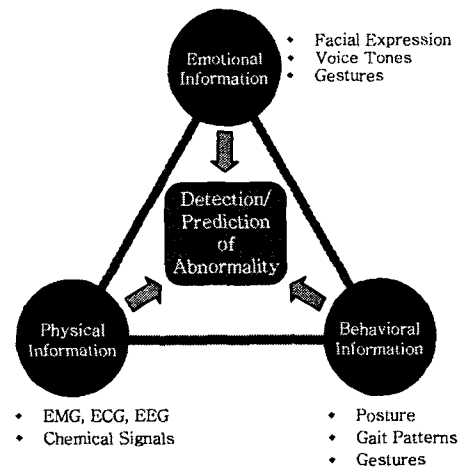 Emotional
Information
• Facial Expression
• Voice Tones
• Gestures
Detection/
Prediction
of
Abnormality
Physical
Information
Behavioral
Information
• EMG, ECG, EEG
• Chemical Signals
• Posture
• Gait Patterns
• Gestures